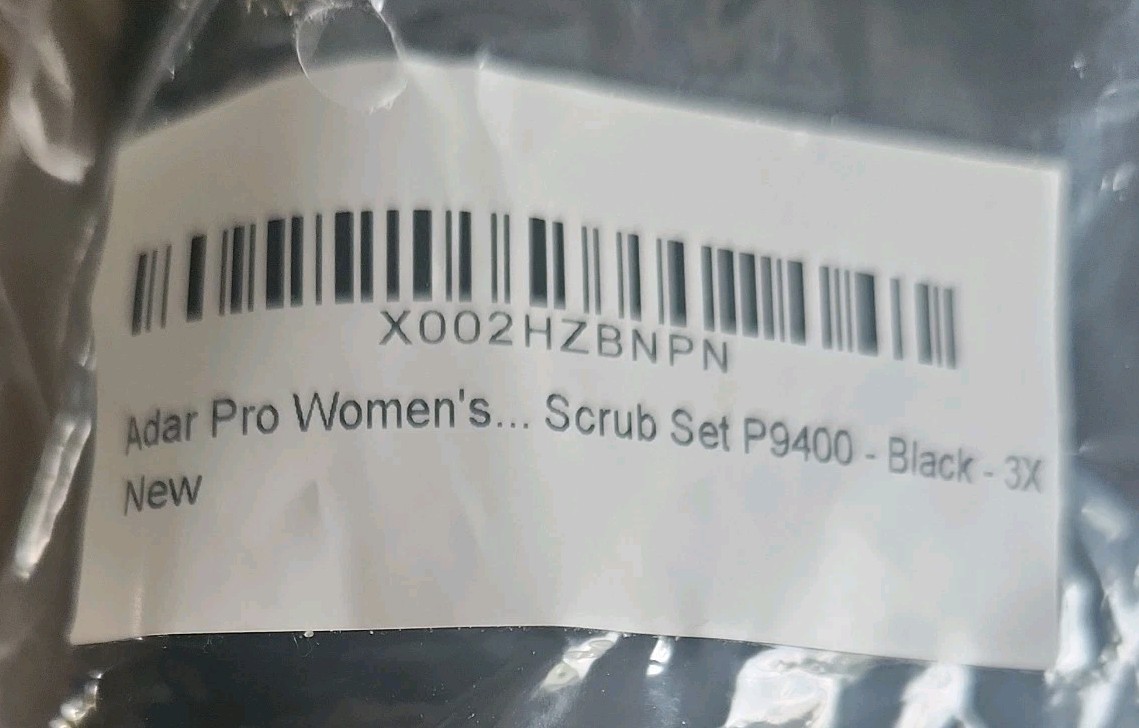 X002HZBNPN
Adar Pro Women's... Scrub Set P9400 - Black - 3X
New